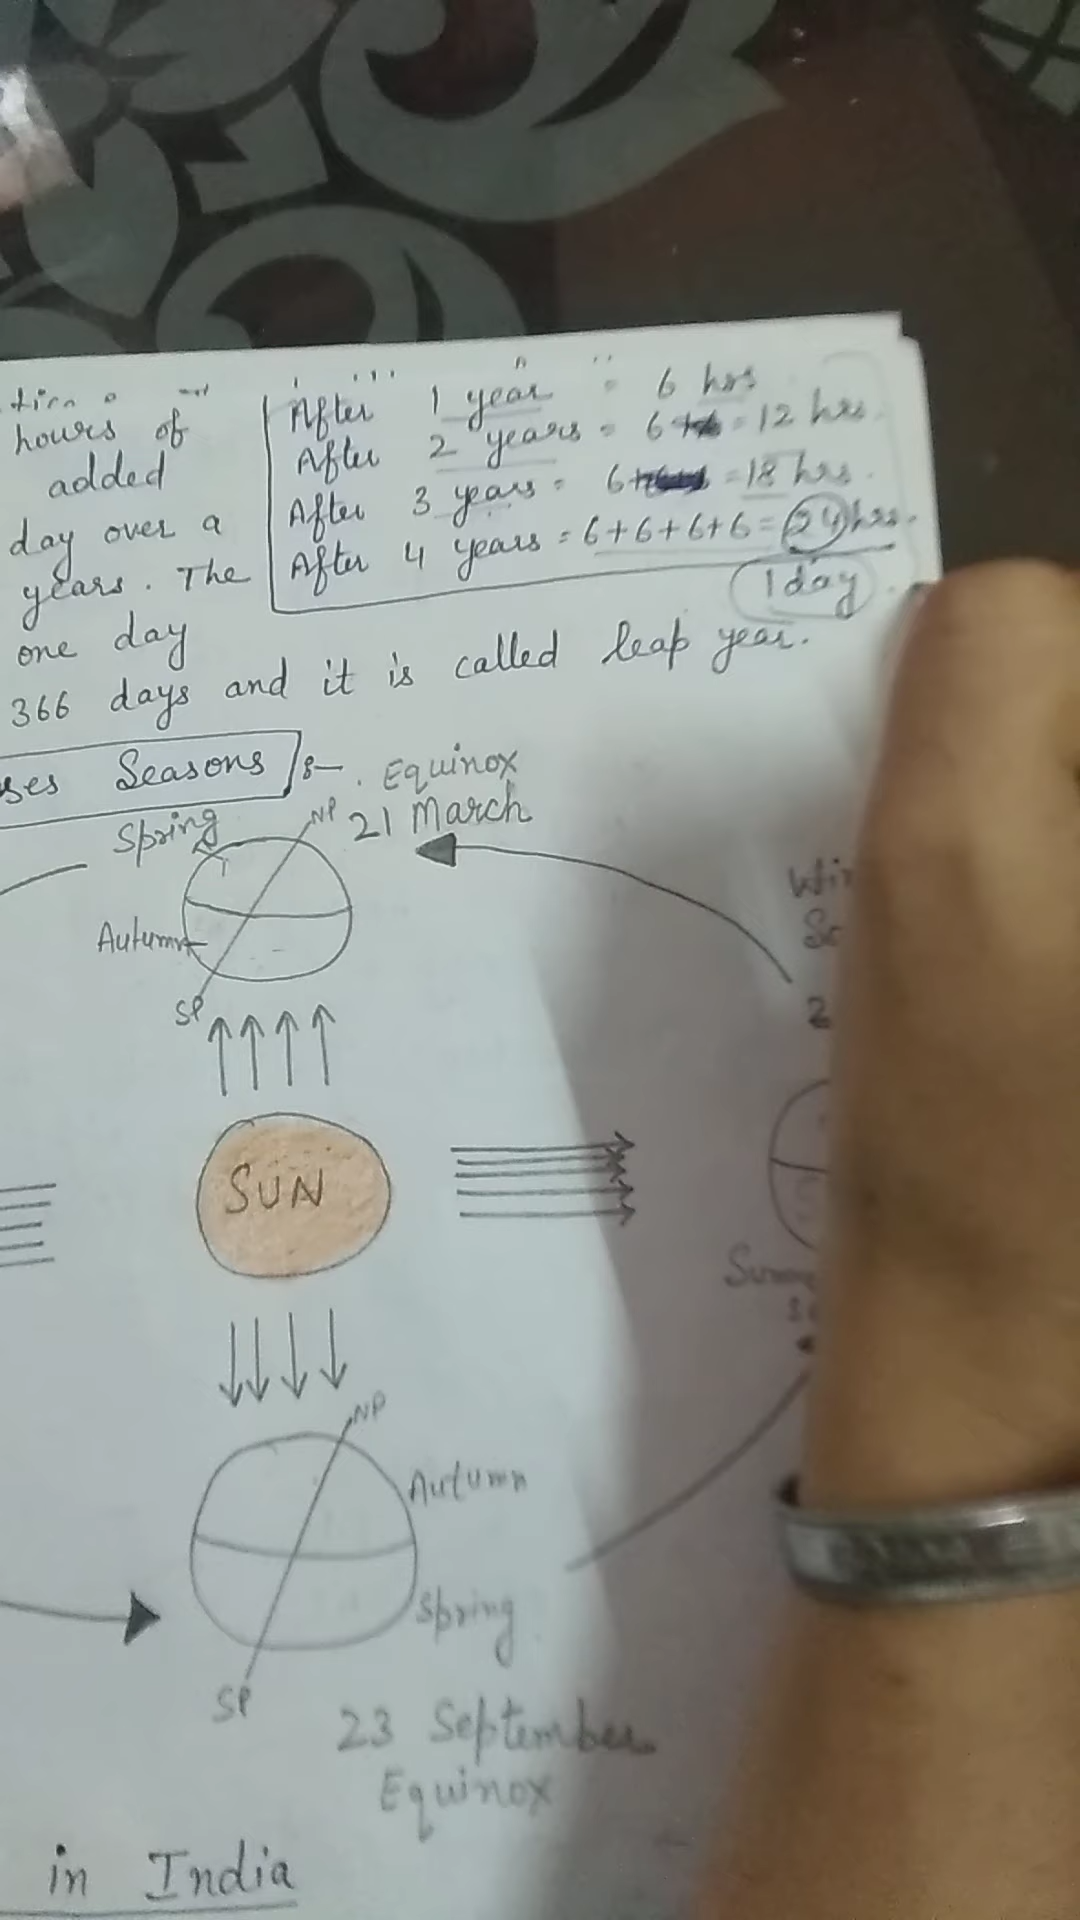 hours of
added
day over a
years. The
one day
366 days and it is called leap year.
After 1 year = 6 hrs
After 2 years = 6+6 = 12 hrs.
After 3 years = 6+ = 18 hrs.
After 4 years = 6+6+6+6 = 24 hrs.
1 day
Seasons :-
Equinox
21 March
Spring
NP
Autumn
SP
SUN
NP
Autumn
Spring
SP
23 September
Equinox
in India